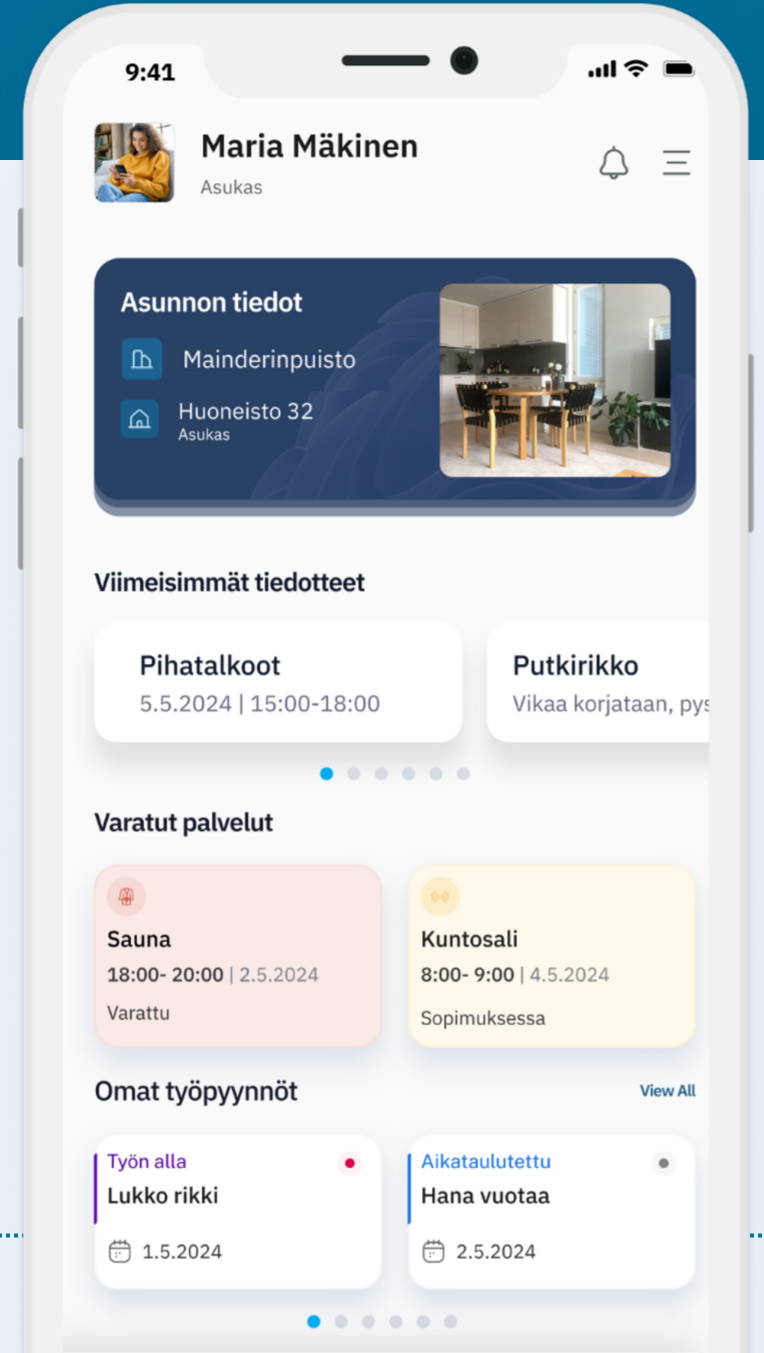 9:41
Maria Mäkinen
Asukas
Asunnon tiedot
Mainderinpuisto
Huoneisto 32
Asukas
Viimeisimmät tiedotteet
Pihatalkoot
5.5.2024 | 15:00-18:00
Putkirikko
Vikaa korjataan, pys
Varatut palvelut
Sauna
18:00- 20:00 | 2.5.2024
Varattu
Kuntosali
8:00- 9:00 | 4.5.2024
Sopimuksessa
Omat työpyynnöt
View All
Työn alla
Lukko rikki
1.5.2024
Aikataulutettu
Hana vuotaa
2.5.2024